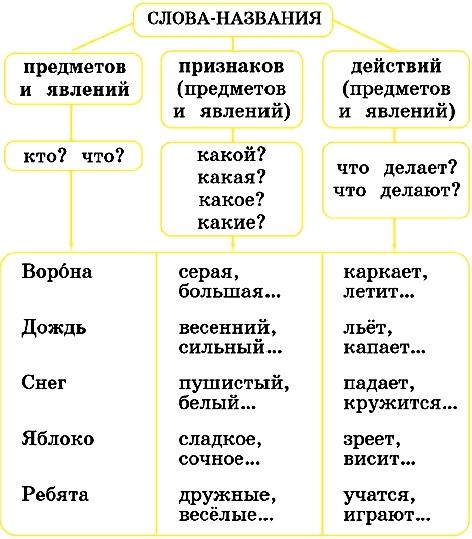 СЛОВА-НАЗВАНИЯ
предметов
и явлений
признаков
(предметов
и явлений)
действий
(предметов
и явлений)
кто? что?
какой?
какая?
какое?
какие?
что делает?
что делают?
Воро́на
серая,
большая...
каркает,
летит...
Дождь
весенний,
сильный...
льёт,
капает...
Снег
пушистый,
белый...
падает,
кружится...
Яблоко
сладкое,
сочное...
зреет,
висит...
Ребята
дружные,
весёлые...
учатся,
играют...